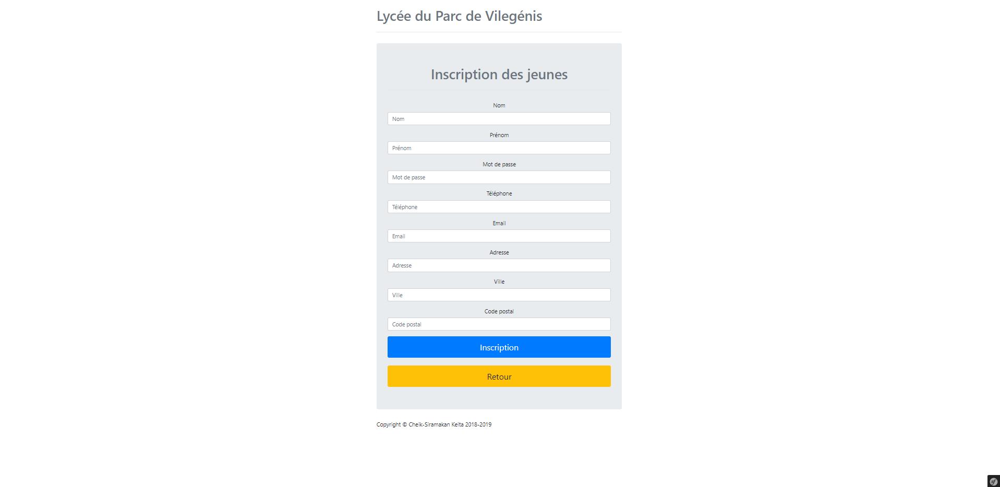 Lycée du Parc de Vilegénis
Inscription des jeunes
Nom
Nom
Prénom
Prénom
Mot de passe
Mot de passe
Téléphone
Téléphone
Email
Email
Adresse
Adresse
Ville
Ville
Code postal
Code postal
Inscription
Retour
Copyright © Cheik-Siramakan Keita 2018-2019
sf